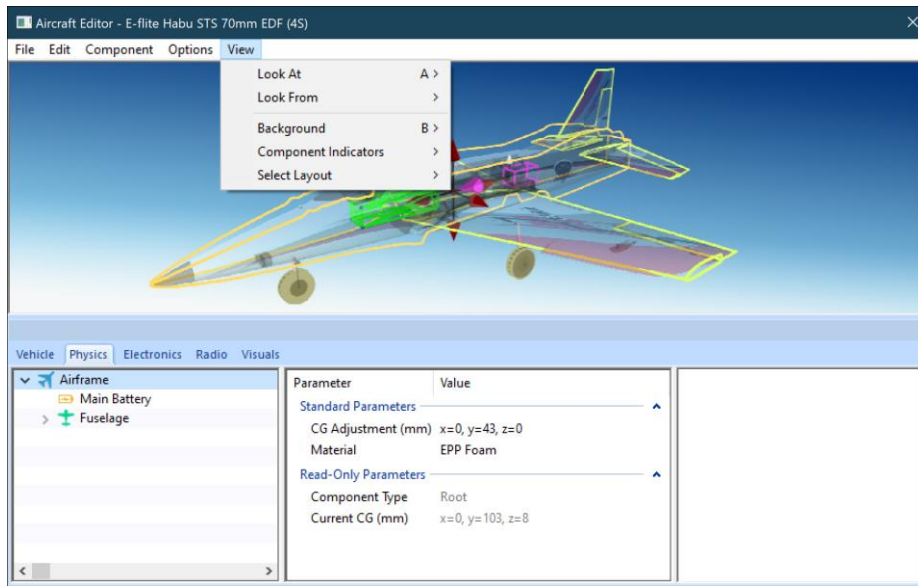 Aircraft Editor - E-flite Habu STS 70mm EDF (4S)
File Edit Component Options View
Look At A >
Look From >
Background B >
Component Indicators >
Select Layout >
Vehicle Physics Electronics Radio Visuals
Airframe
Main Battery
Fuselage
Parameter Value
Standard Parameters
CG Adjustment (mm) x=0, y=43, z=0
Material EPP Foam
Read-Only Parameters
Component Type Root
Current CG (mm) x=0, y=103, z=8